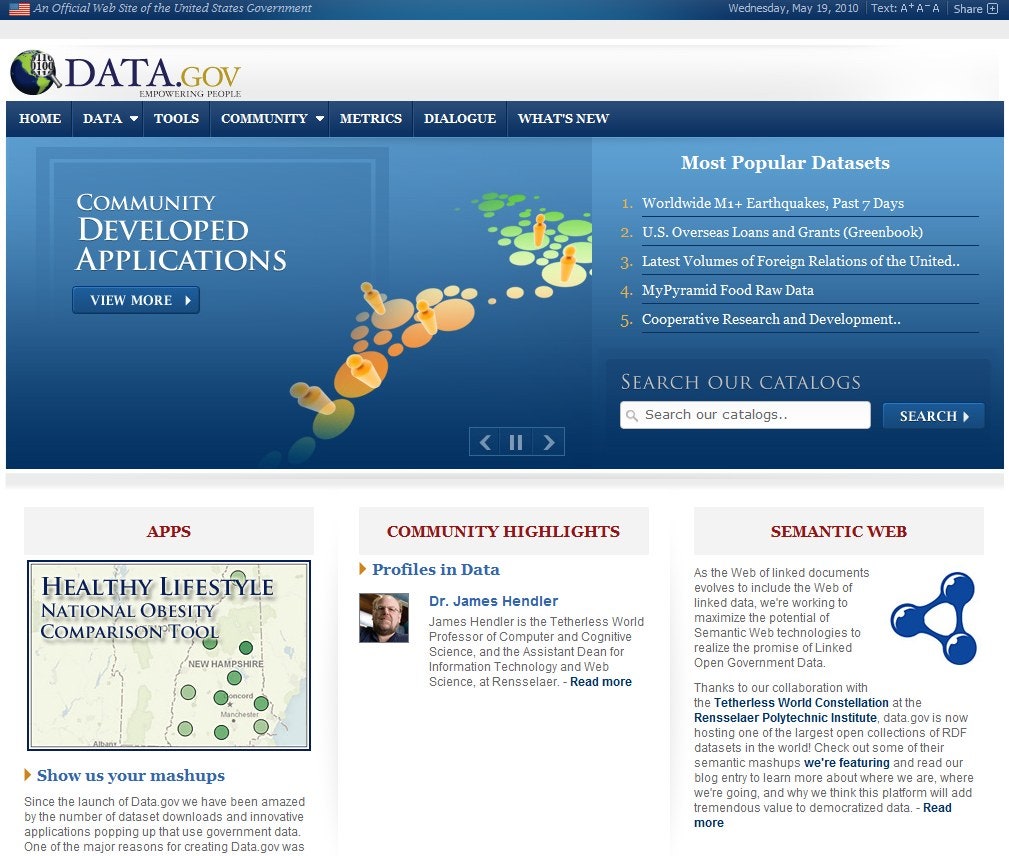 An Official Web Site of the United States Government
Wednesday, May 19, 2010
Text: A+ A- A
Share
DATA.GOV
EMPOWERING PEOPLE
HOME
DATA
TOOLS
COMMUNITY
METRICS
DIALOGUE
WHAT'S NEW
COMMUNITY
DEVELOPED
APPLICATIONS
VIEW MORE
Most Popular Datasets
1. Worldwide M1+ Earthquakes, Past 7 Days
2. U.S. Overseas Loans and Grants (Greenbook)
3. Latest Volumes of Foreign Relations of the United..
4. MyPyramid Food Raw Data
5. Cooperative Research and Development..
SEARCH OUR CATALOGS
Search our catalogs..
SEARCH
APPS
HEALTHY LIFESTYLE
NATIONAL OBESITY
COMPARISON TOOL
NEW HAMPSHIRE
Concord
Manchester
Albany
Show us your mashups
Since the launch of Data.gov we have been amazed
by the number of dataset downloads and innovative
applications popping up that use government data.
One of the major reasons for creating Data.gov was
COMMUNITY HIGHLIGHTS
Profiles in Data
Dr. James Hendler
James Hendler is the Tetherless World
Professor of Computer and Cognitive
Science, and the Assistant Dean for
Information Technology and Web
Science, at Rensselaer. - Read more
SEMANTIC WEB
As the Web of linked documents
evolves to include the Web of
linked data, we're working to
maximize the potential of
Semantic Web technologies to
realize the promise of Linked
Open Government Data.
Thanks to our collaboration with
the Tetherless World Constellation at the
Rensselaer Polytechnic Institute, data.gov is now
hosting one of the largest open collections of RDF
datasets in the world! Check out some of their
semantic mashups we're featuring and read our
blog entry to learn more about where we are, where
we're going, and why we think this platform will add
tremendous value to democratized data. - Read
more